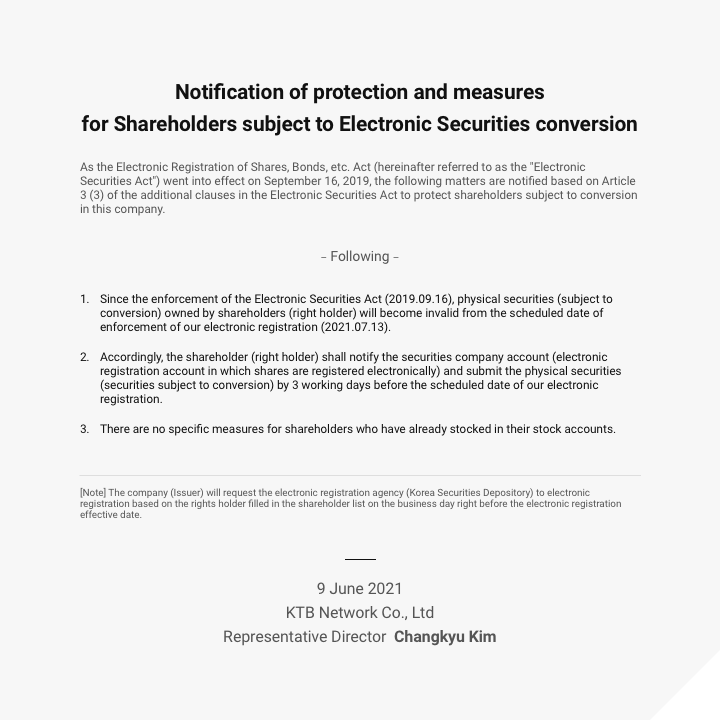 Notification of protection and measures
for Shareholders subject to Electronic Securities conversion
As the Electronic Registration of Shares, Bonds, etc. Act (hereinafter referred to as the "Electronic
Securities Act") went into effect on September 16, 2019, the following matters are notified based on Article
3 (3) of the additional clauses in the Electronic Securities Act to protect shareholders subject to conversion
in this company.
– Following –
1. Since the enforcement of the Electronic Securities Act (2019.09.16), physical securities (subject to
conversion) owned by shareholders (right holder) will become invalid from the scheduled date of
enforcement of our electronic registration (2021.07.13).
2. Accordingly, the shareholder (right holder) shall notify the securities company account (electronic
registration account in which shares are registered electronically) and submit the physical securities
(securities subject to conversion) by 3 working days before the scheduled date of our electronic
registration.
3. There are no specific measures for shareholders who have already stocked in their stock accounts.
[Note] The company (Issuer) will request the electronic registration agency (Korea Securities Depository) to electronic
registration based on the rights holder filled in the shareholder list on the business day right before the electronic registration
effective date.
9 June 2021
KTB Network Co., Ltd
Representative Director Changkyu Kim